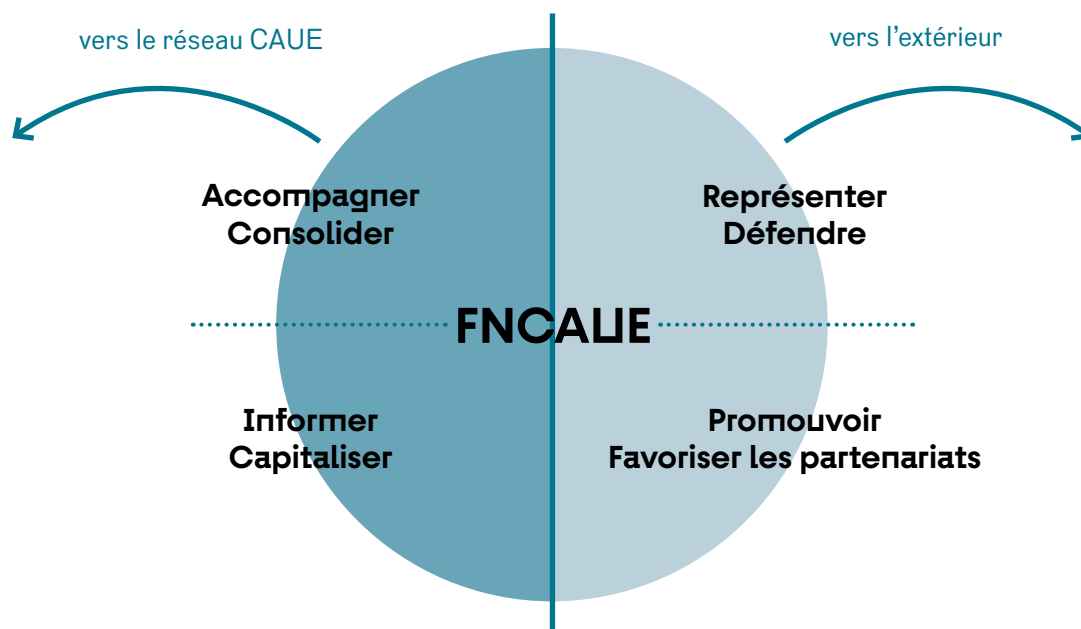 vers le réseau CAUE
vers l'extérieur
Accompagner
Consolider
Représenter
Défendre
FNCAUE
Informer
Capitaliser
Promouvoir
Favoriser les partenariats